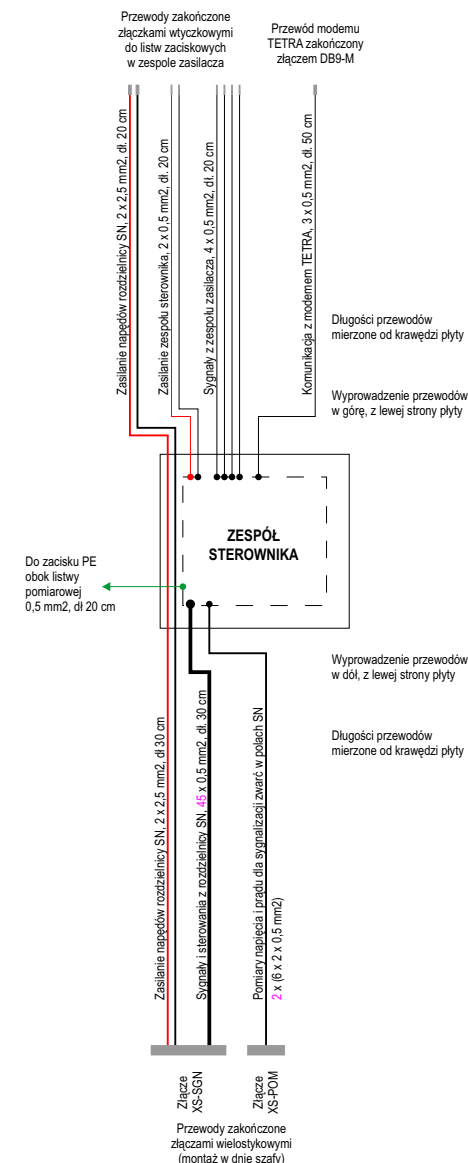 Przewody zakończone
złączkami wtyczkowymi
do listw zaciskowych
w zespole zasilacza
Przewód modemu
TETRA zakończony
złączem DB9-M
Zasilanie napędów rozdzielnicy SN, 2 x 2,5 mm2, dł. 20 cm
Zasilanie zespołu sterownika, 2 x 0,5 mm2, dł. 20 cm
Sygnały z zespołu zasilacza, 4 x 0,5 mm2, dł. 20 cm
Komunikacja z modemem TETRA, 3 x 0,5 mm2, dł. 50 cm
Długości przewodów
mierzone od krawędzi płyty
Wyprowadzenie przewodów
w górę, z lewej strony płyty
ZESPÓŁ
STEROWNIKA
Do zacisku PE
obok listwy
pomiarowej
0,5 mm2, dł 20 cm
Wyprowadzenie przewodów
w dół, z lewej strony płyty
Długości przewodów
mierzone od krawędzi płyty
Zasilanie napędów rozdzielnicy SN, 2 x 2,5 mm2, dł 30 cm
Sygnały i sterowania z rozdzielnicy SN, 45 x 0,5 mm2, dł. 30 cm
Pomiary napięcia i prądu dla sygnalizacji zwarć w polach SN
2 x (6 x 2 x 0,5 mm2)
Złącze
XS-SGN
Złącze
XS-POM
Przewody zakończone
złączami wielostykowymi
(montaż w dnie szafy)